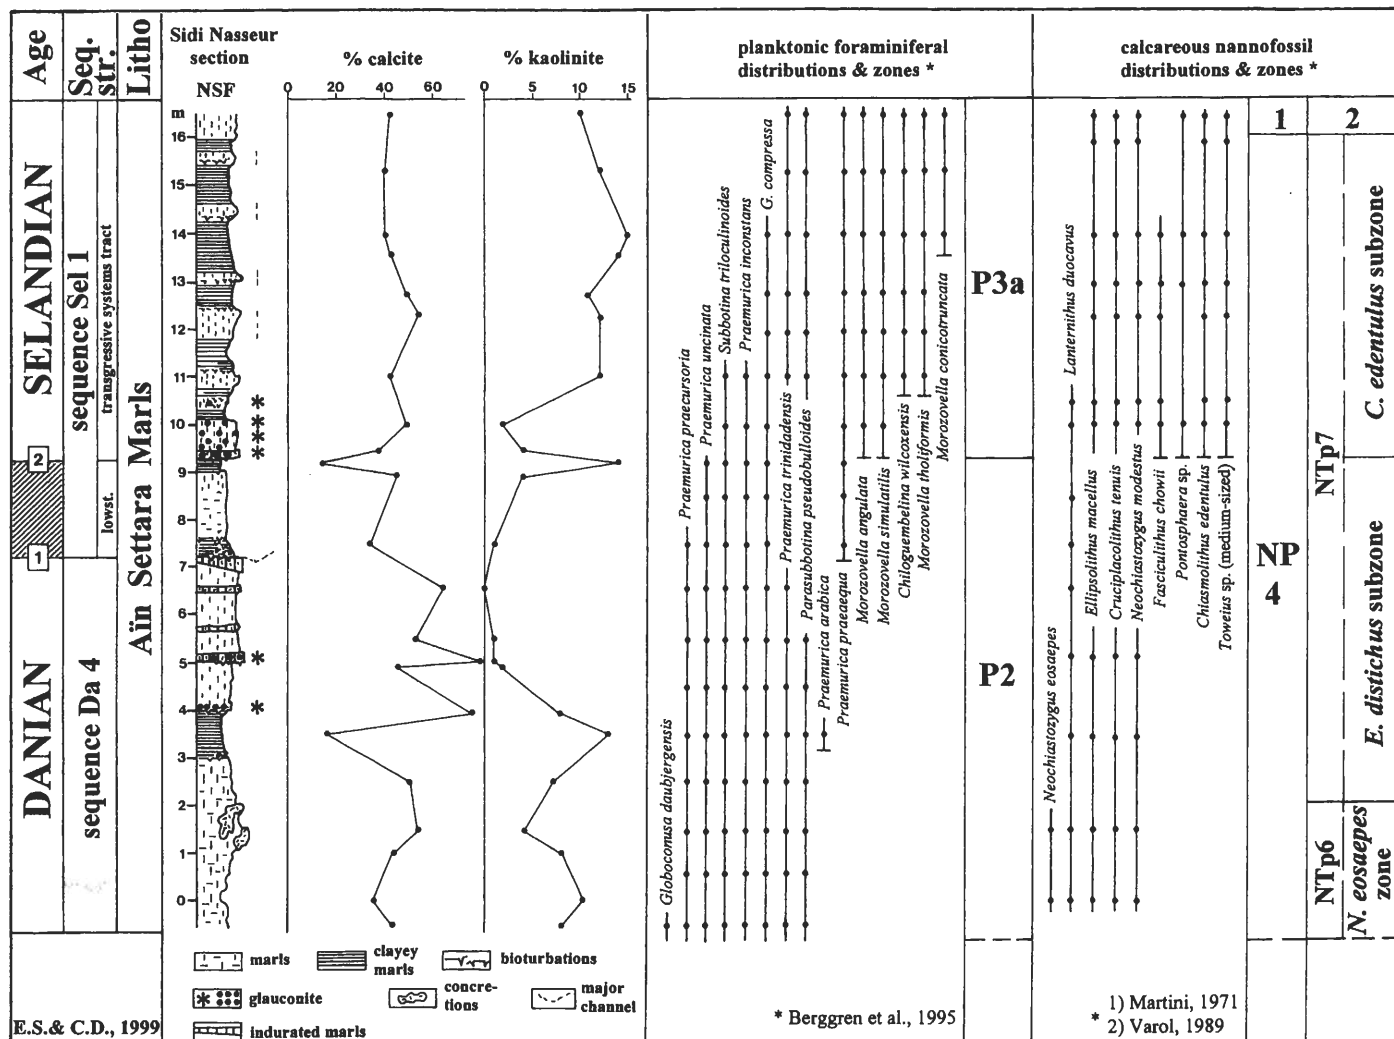 Age
Seq. str.
Litho
Sidi Nasseur
section
NSF
% calcite
0 20 40 60
% kaolinite
0 5 10 15
planktonic foraminiferal
distributions & zones *
calcareous nannofossil
distributions & zones *
1 2
SELANDIAN
DANIAN
2
1
sequence Sel 1
transgressive systems tract
lowst.
sequence Da 4
Aïn Settara Marls
m
16
15
14
13
12
11
10
9
8
7
6
5
4
3
2
1
0
*
*
* *
*
*
*
*
Globoconusa daubjergensis
Praemurica praecursoria
Praemurica uncinata
Subbotina triloculinoides
Praemurica inconstans
G. compressa
Praemurica trinidadensis
Parasubbotina pseudobulloides
Praemurica arabica
Praemurica praeaequa
Morozovella angulata
Morozovella simulatilis
Chiloguembelina wilcoxensis
Morozovella tholiformis
Morozovella conicotruncata
P3a
P2
Neochiastozygus eosaepes
Lanternithus duocavus
Ellipsolithus macellus
Cruciplacolithus tenuis
Neochiastozygus modestus
Fasciculithus chowii
Pontosphaera sp.
Chiasmolithus edentulus
Toweius sp. (medium-sized)
NP
4
NTp7
NTp6
C. edentulus subzone
E. distichus subzone
N. eosaepes
zone
marls
clayey
marls
bioturbations
* glauconite
concre-
tions
major
channel
indurated marls
E.S.& C.D., 1999
* Berggren et al., 1995
1) Martini, 1971
* 2) Varol, 1989